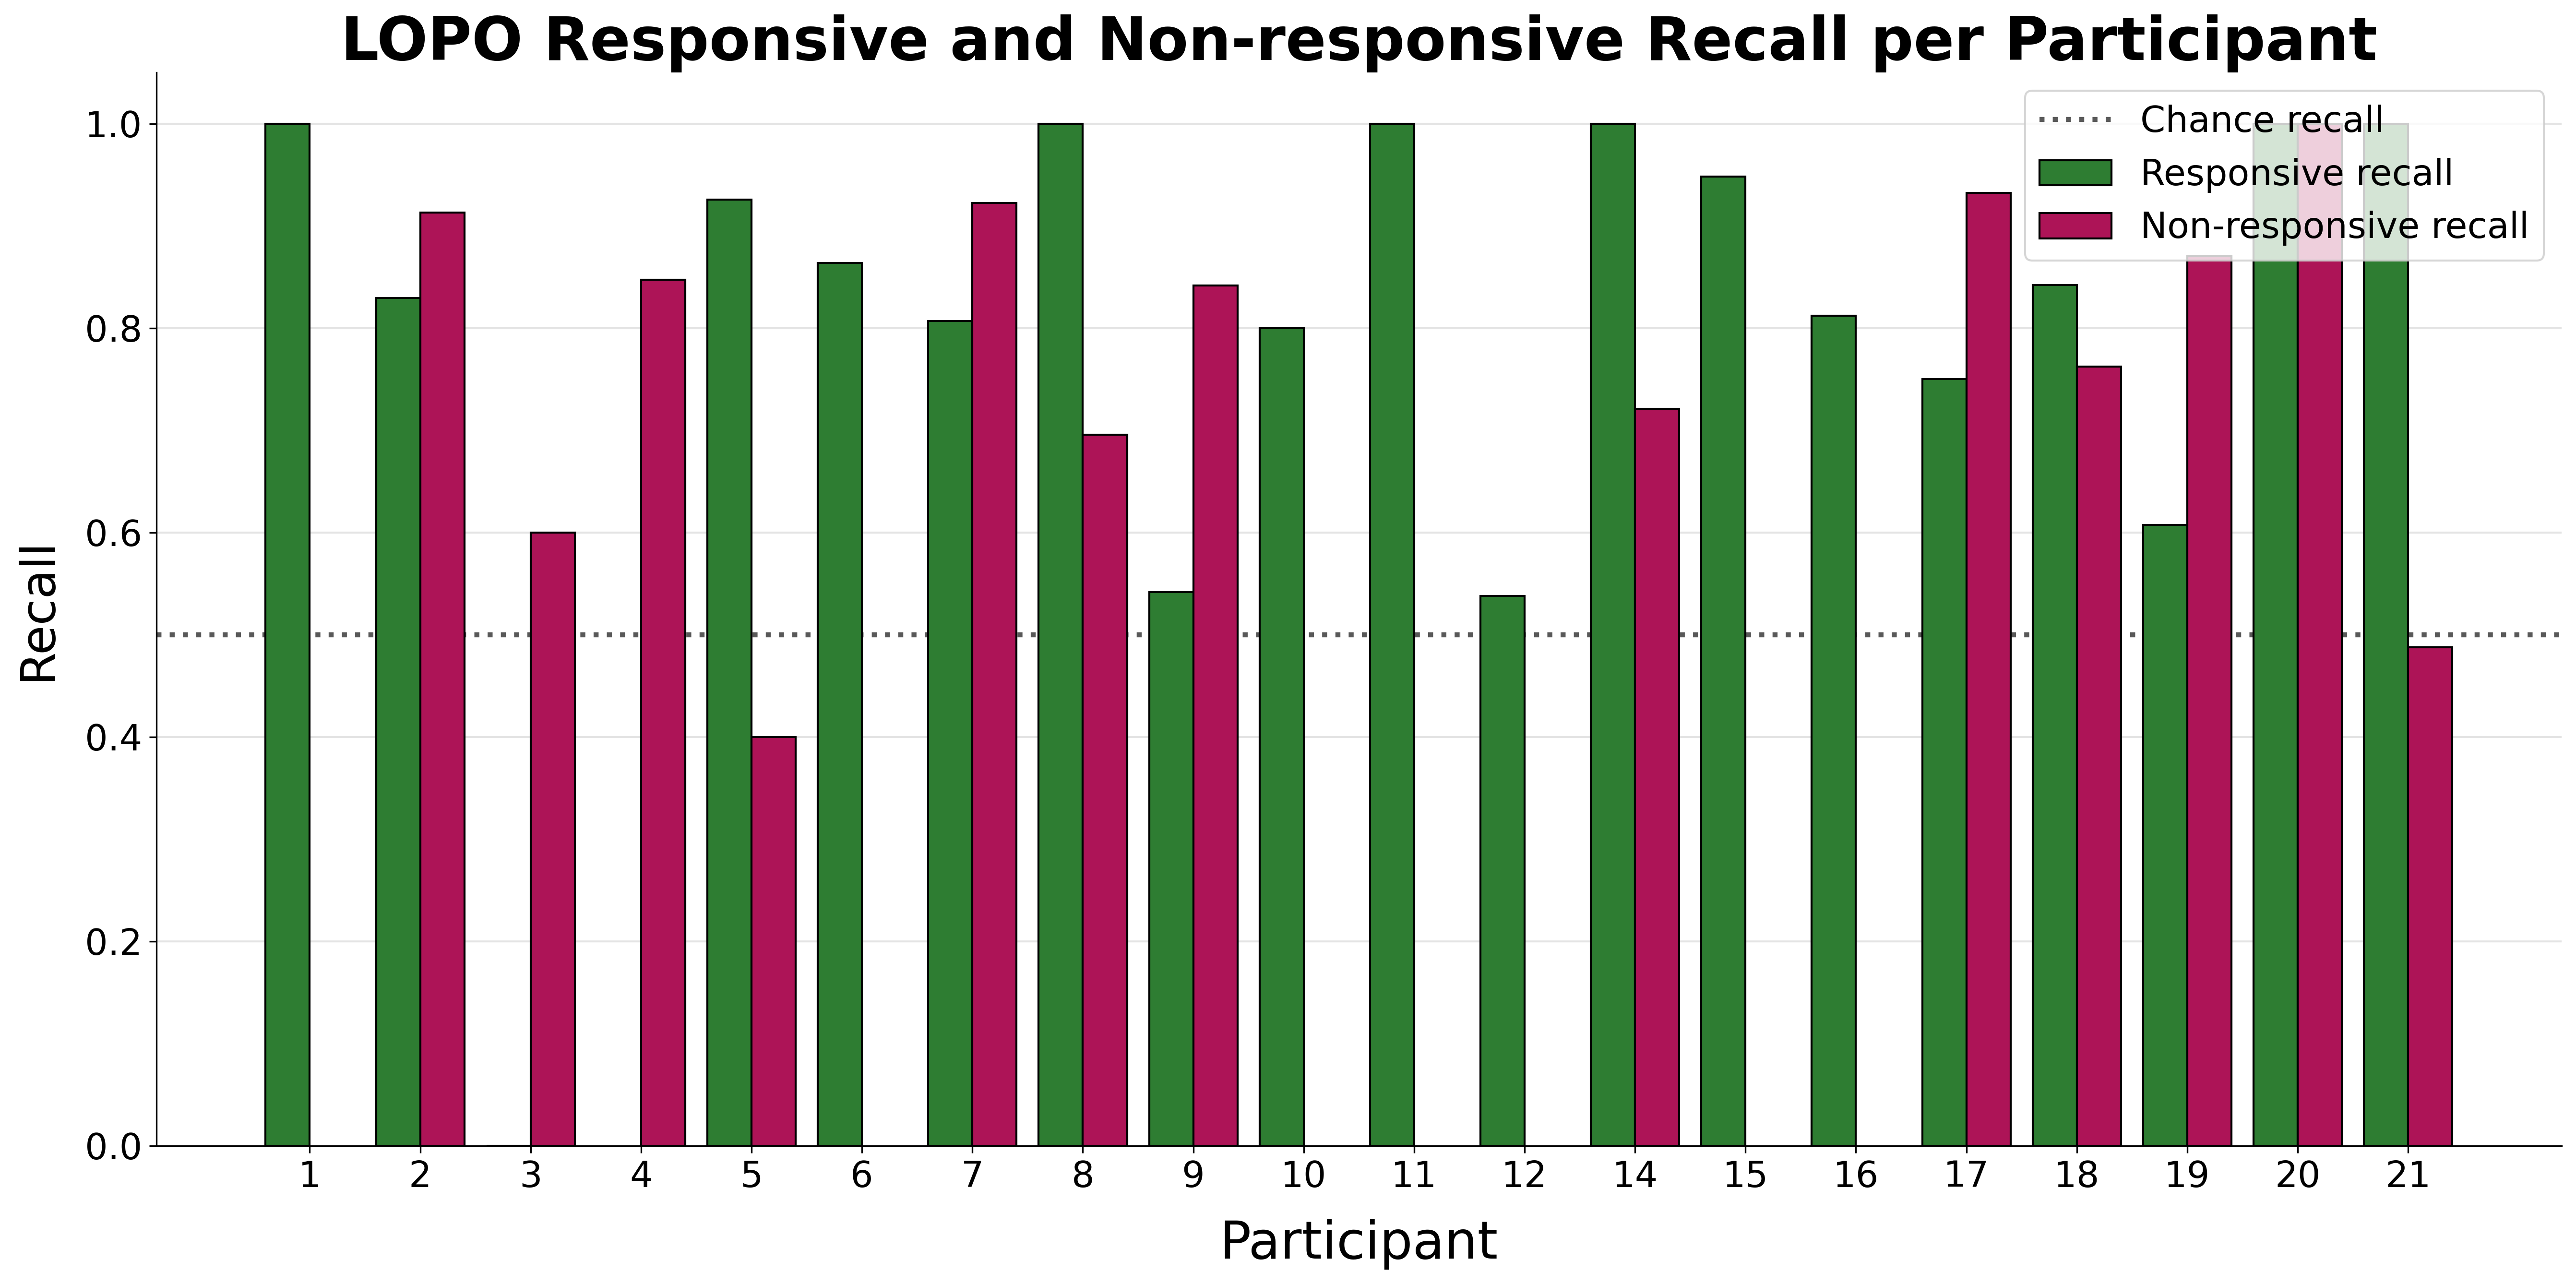 LOPO Responsive and Non-responsive Recall per Participant
Chance recall
Responsive recall
Non-responsive recall
Recall
1.0
0.8
0.6
0.4
0.2
0.0
1 2 3 4 5 6 7 8 9 10 11 12 14 15 16 17 18 19 20 21
Participant